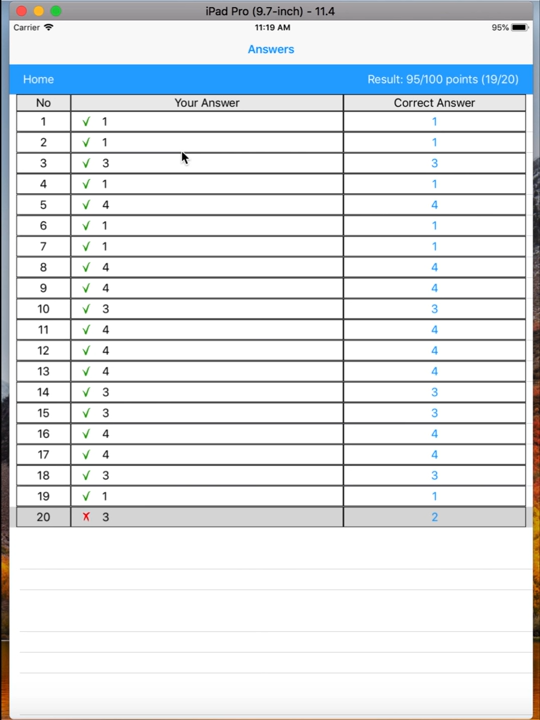 iPad Pro (9.7-inch) - 11.4
Carrier 11:19 AM 95%
Answers
Home Result: 95/100 points (19/20)
No Your Answer Correct Answer
1 √ 1 1
2 √ 1 1
3 √ 3 3
4 √ 1 1
5 √ 4 4
6 √ 1 1
7 √ 1 1
8 √ 4 4
9 √ 4 4
10 √ 3 3
11 √ 4 4
12 √ 4 4
13 √ 4 4
14 √ 3 3
15 √ 3 3
16 √ 4 4
17 √ 4 4
18 √ 3 3
19 √ 1 1
20 ✗ 3 2